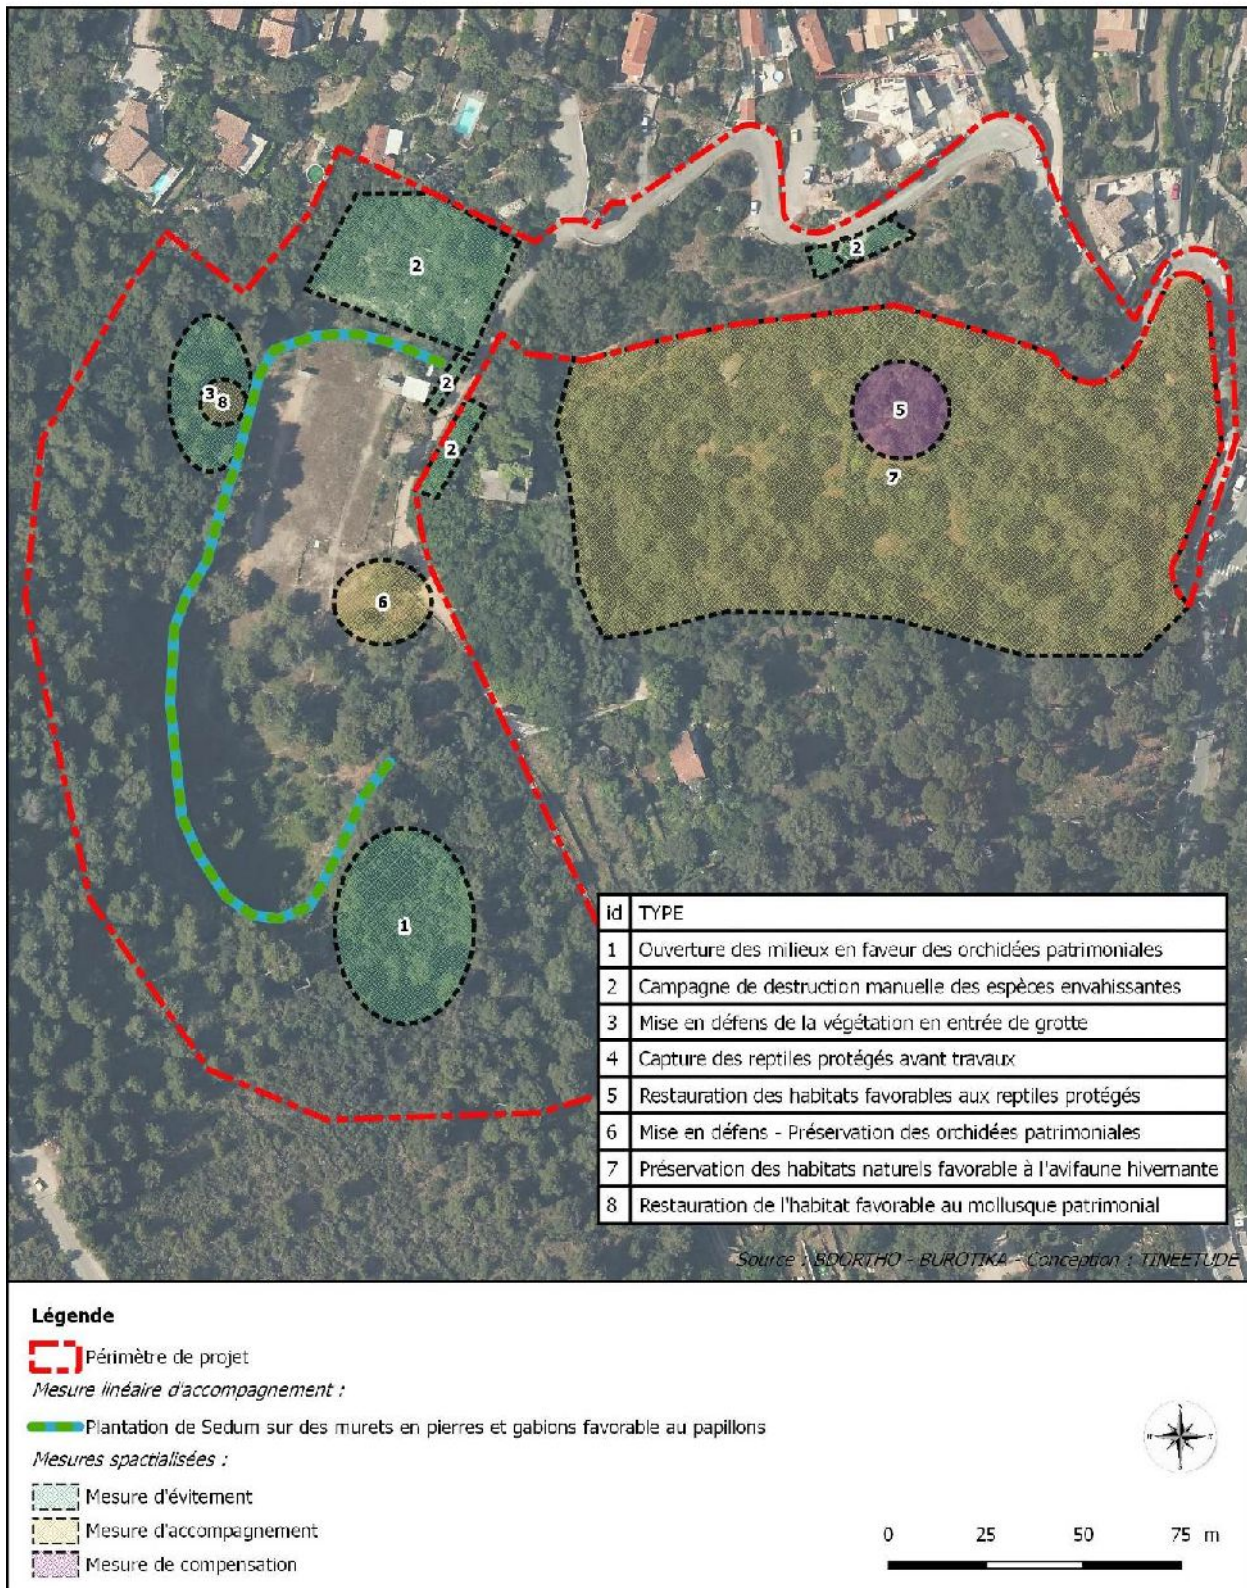 2
2
3
8
2
2
5
7
6
1
id TYPE
1 Ouverture des milieux en faveur des orchidées patrimoniales
2 Campagne de destruction manuelle des espèces envahissantes
3 Mise en défens de la végétation en entrée de grotte
4 Capture des reptiles protégés avant travaux
5 Restauration des habitats favorables aux reptiles protégés
6 Mise en défens - Préservation des orchidées patrimoniales
7 Préservation des habitats naturels favorable à l'avifaune hivernante
8 Restauration de l'habitat favorable au mollusque patrimonial
Source : BDORTHO - BUROTIKA - Conception : TINEETUDE
Légende
Périmètre de projet
Mesure linéaire d'accompagnement :
Plantation de Sedum sur des murets en pierres et gabions favorable au papillons
Mesures spactialisées :
Mesure d'évitement
Mesure d'accompagnement
Mesure de compensation
0 25 50 75 m